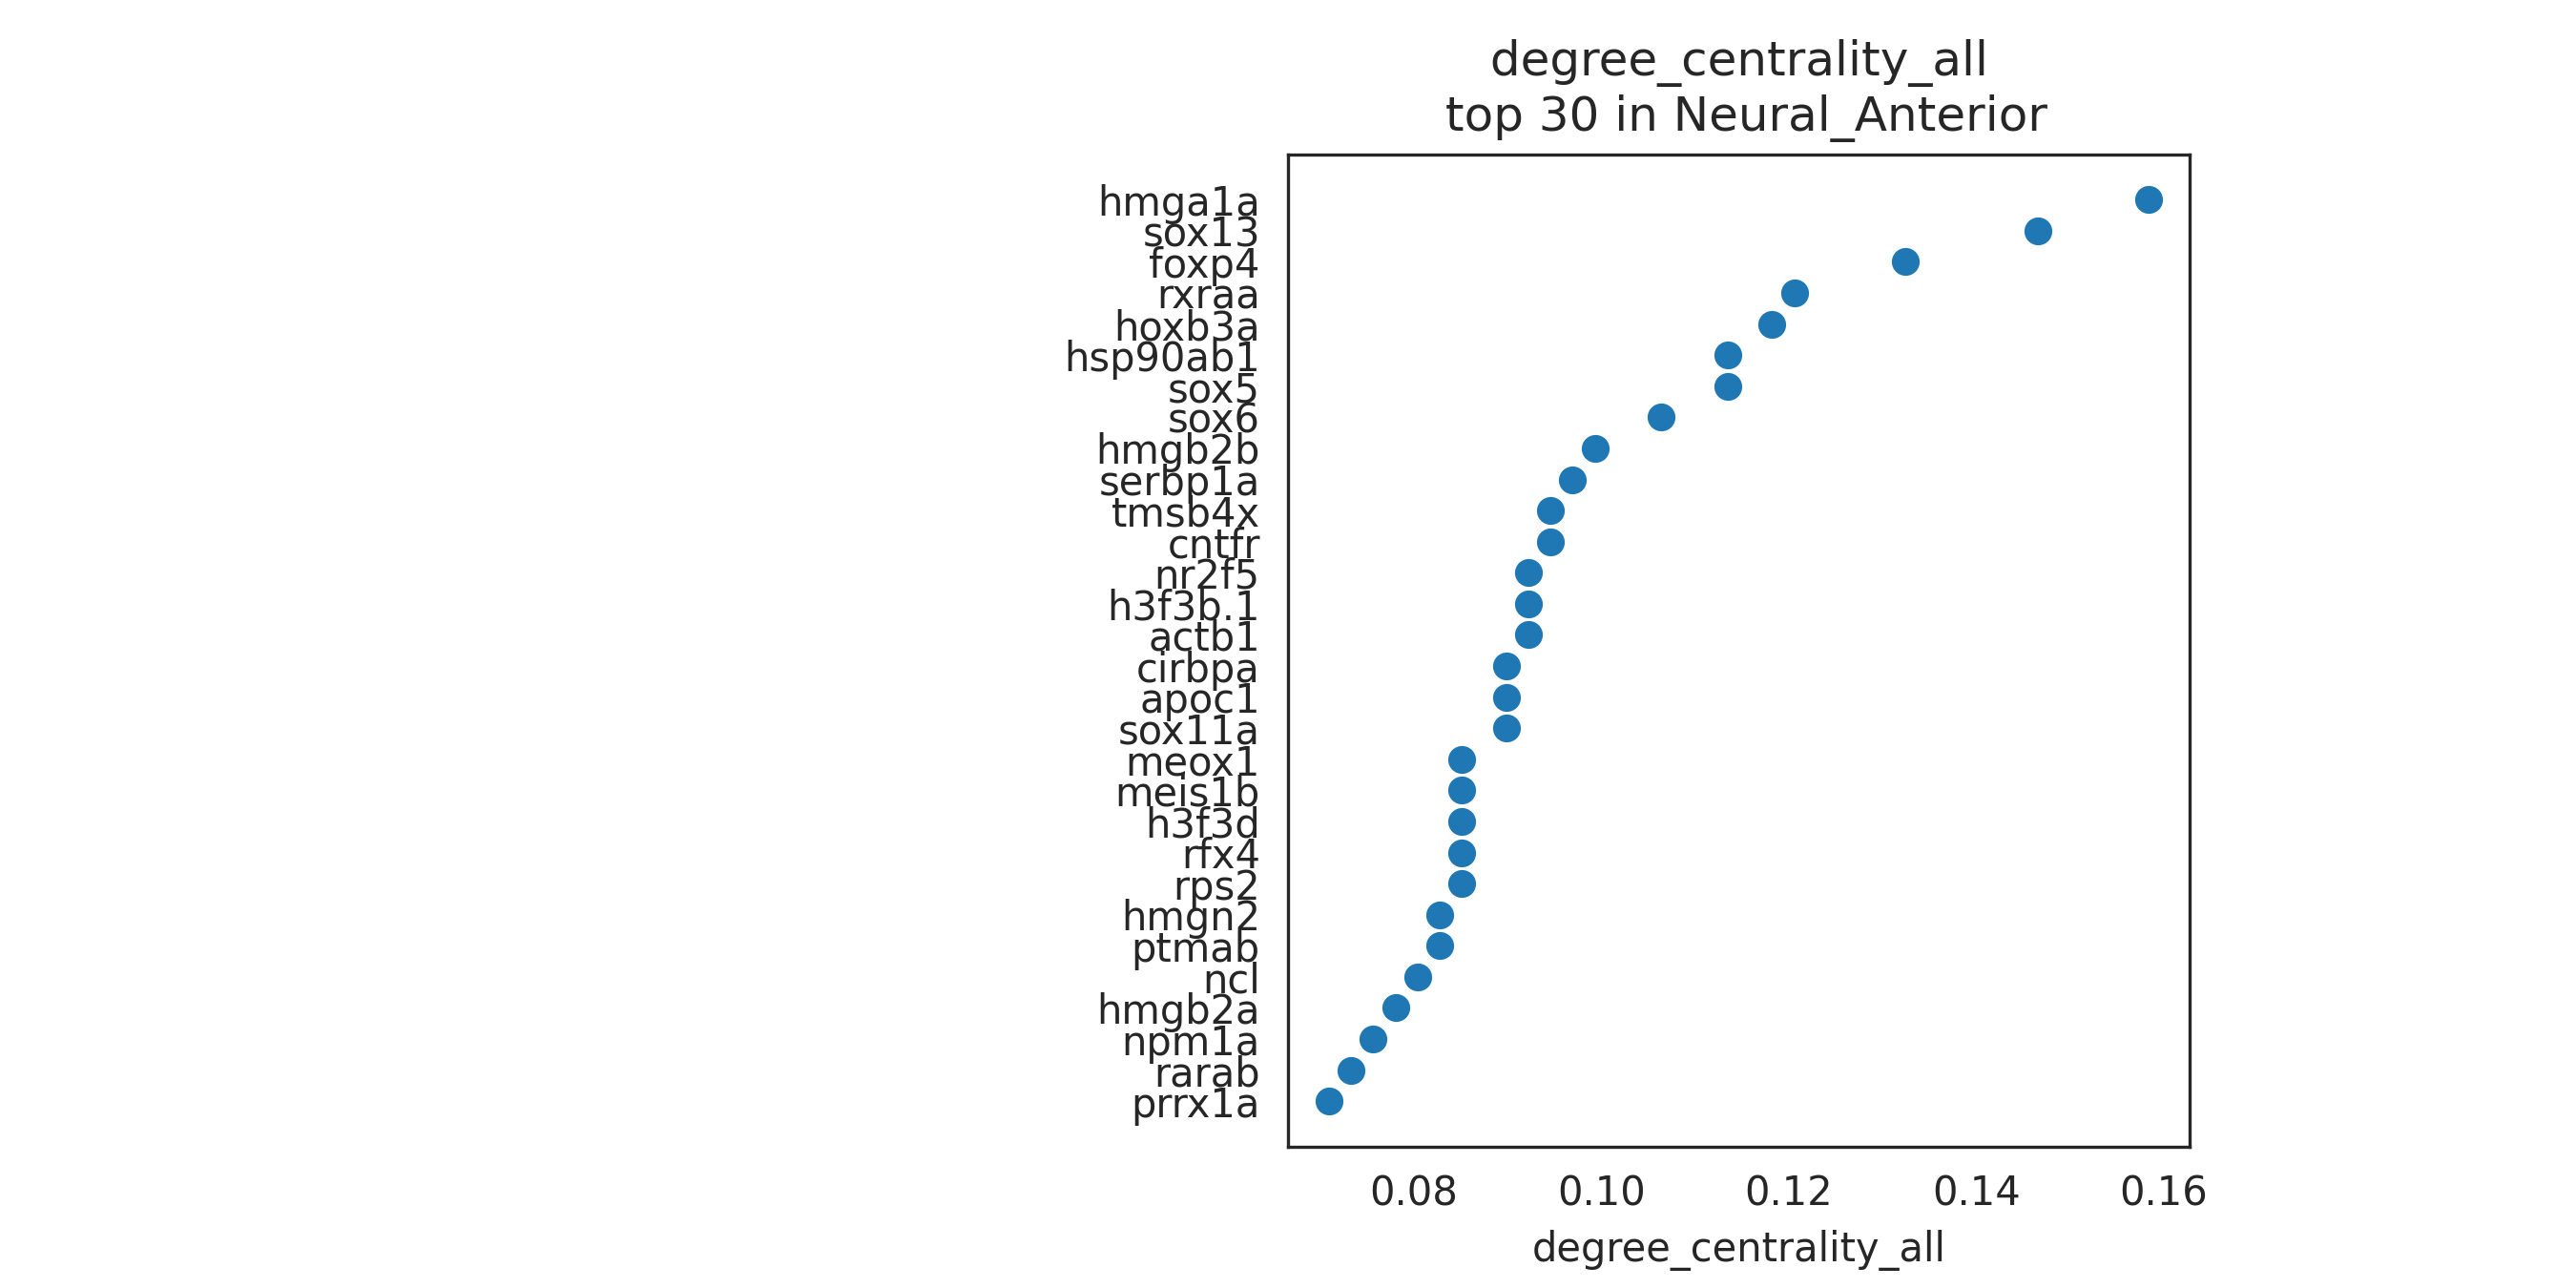 degree_centrality_all
top 30 in Neural_Anterior
hmga1a
sox13
foxp4
rxraa
hoxb3a
hsp90ab1
sox5
sox6
hmgb2b
serbp1a
tmsb4x
cntfr
nr2f5
h3f3b.1
actb1
cirbpa
apoc1
sox11a
meox1
meis1b
h3f3d
rfx4
rps2
hmgn2
ptmab
ncl
hmgb2a
npm1a
rarab
prrx1a
0.08 0.10 0.12 0.14 0.16
degree_centrality_all